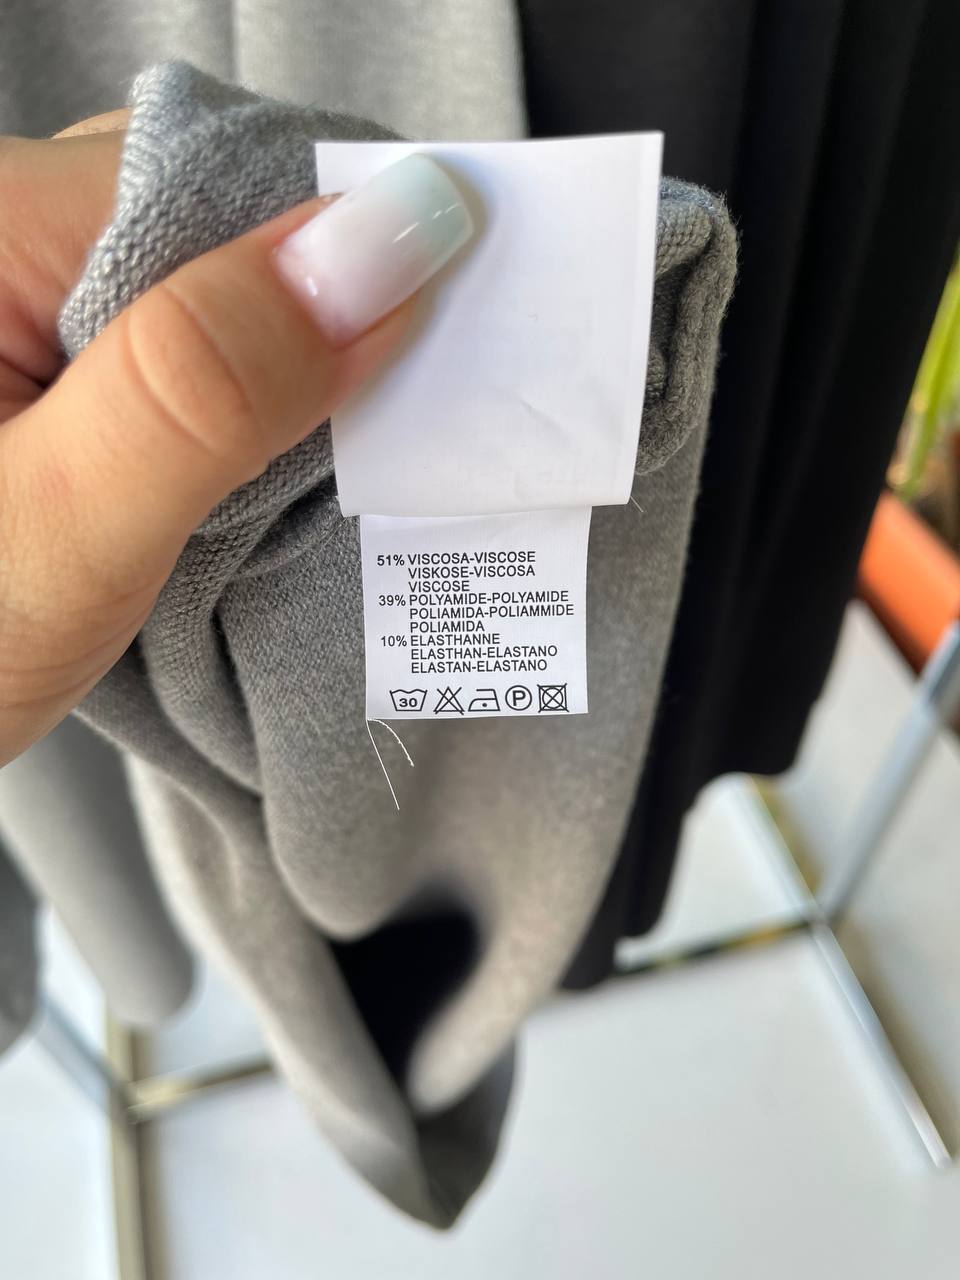 51% VISCOSA-VISCOSE
VISKOSE-VISCOSA
VISCOSE
39% POLYAMIDE-POLYAMIDE
POLIAMIDA-POLIAMMIDE
POLIAMIDA
10% ELASTHANNE
ELASTHAN-ELASTANO
ELASTAN-ELASTANO
30 P